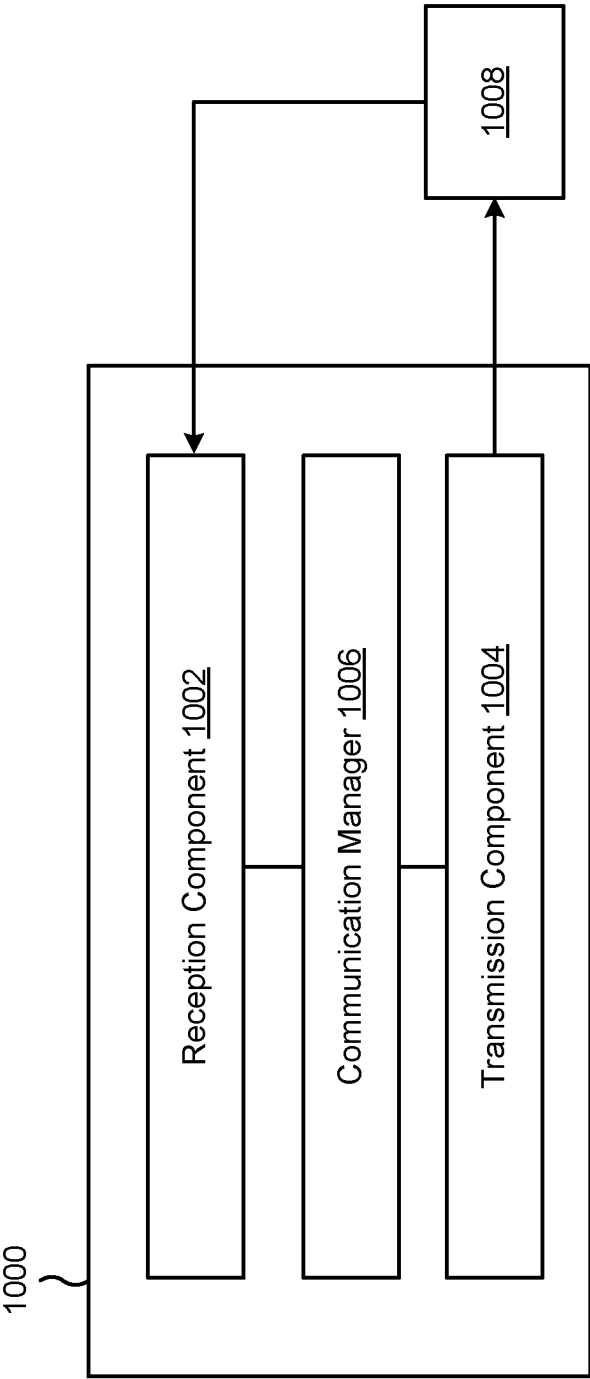 1000
Reception Component 1002
Communication Manager 1006
Transmission Component 1004
1008